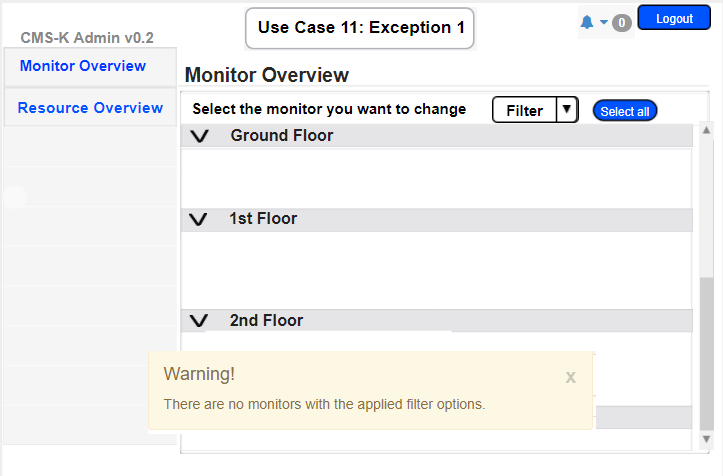 Use Case 11: Exception 1
0
Logout
CMS-K Admin v0.2
Monitor Overview
Resource Overview
Monitor Overview
Select the monitor you want to change
Filter
Select all
Ground Floor
1st Floor
2nd Floor
Warning!
x
There are no monitors with the applied filter options.